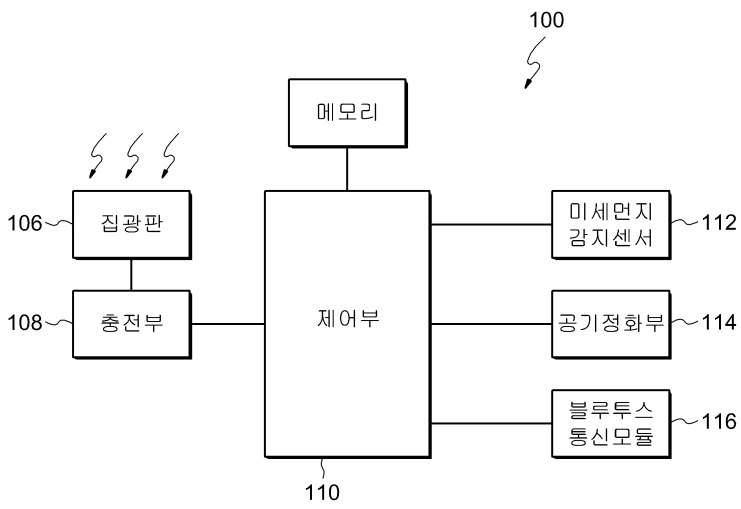 100
메모리
106
집광판
미세먼지
감지센서
112
108
충전부
제어부
공기정화부
114
블루투스
통신모듈
116
110